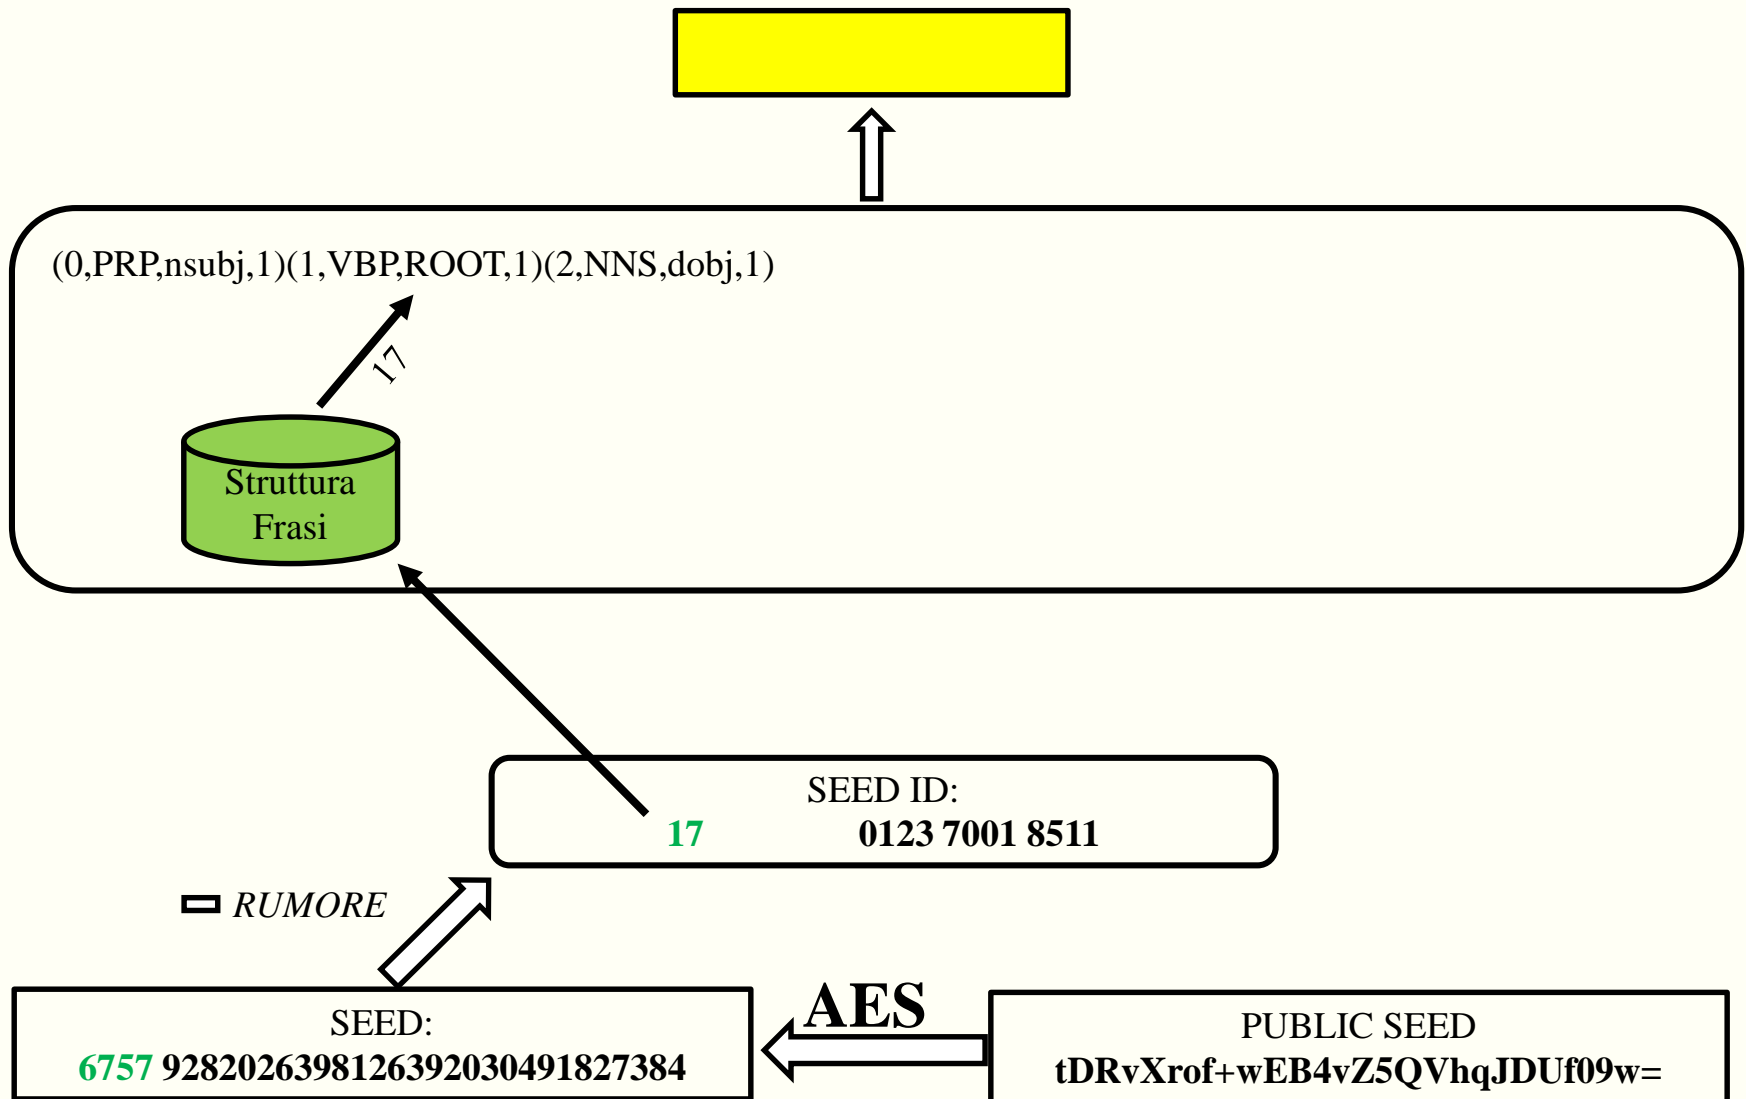 (0,PRP,nsubj,1)(1,VBP,ROOT,1)(2,NNS,dobj,1)
17
Struttura
Frasi
SEED ID:
17 0123 7001 8511
RUMORE
AES
SEED:
6757 9282026398126392030491827384
PUBLIC SEED
tDRvXrof+wEB4vZ5QVhqJDUf09w=